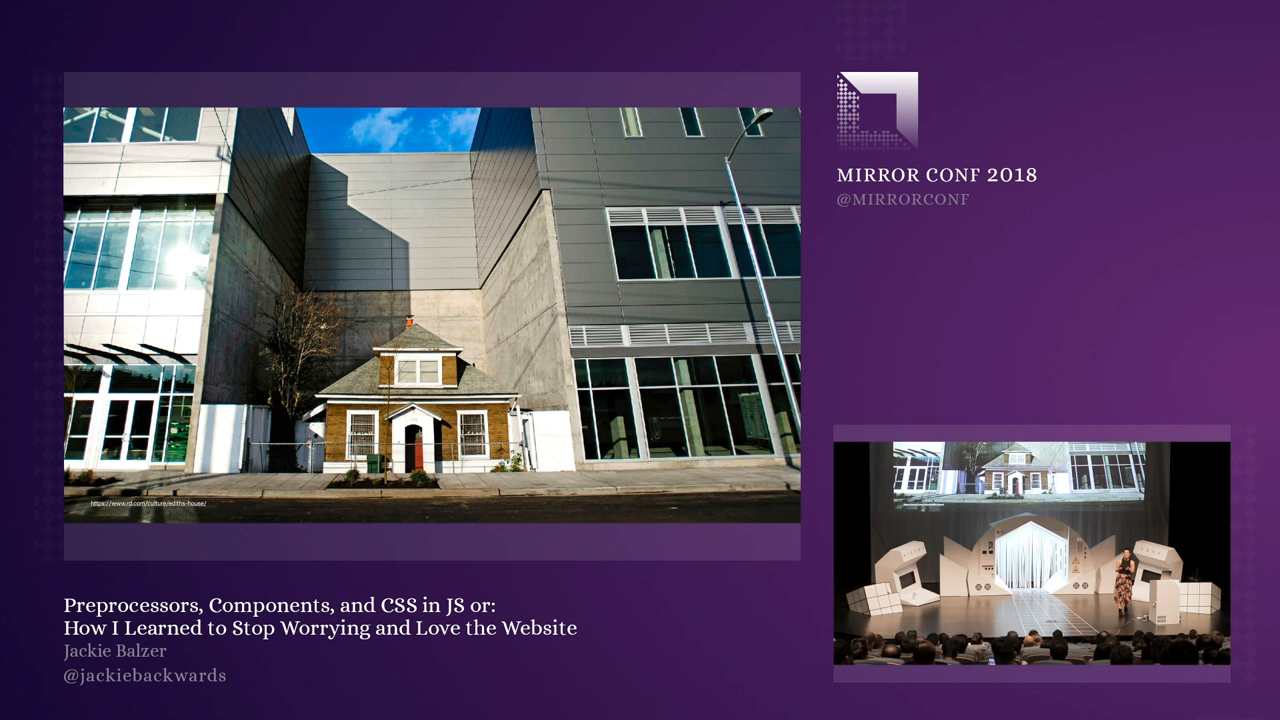 MIRROR CONF 2018
@MIRRORCONF
https://www.rd.com/culture/ediths-house/
Preprocessors, Components, and CSS in JS or:
How I Learned to Stop Worrying and Love the Website
Jackie Balzer
@jackiebackwards